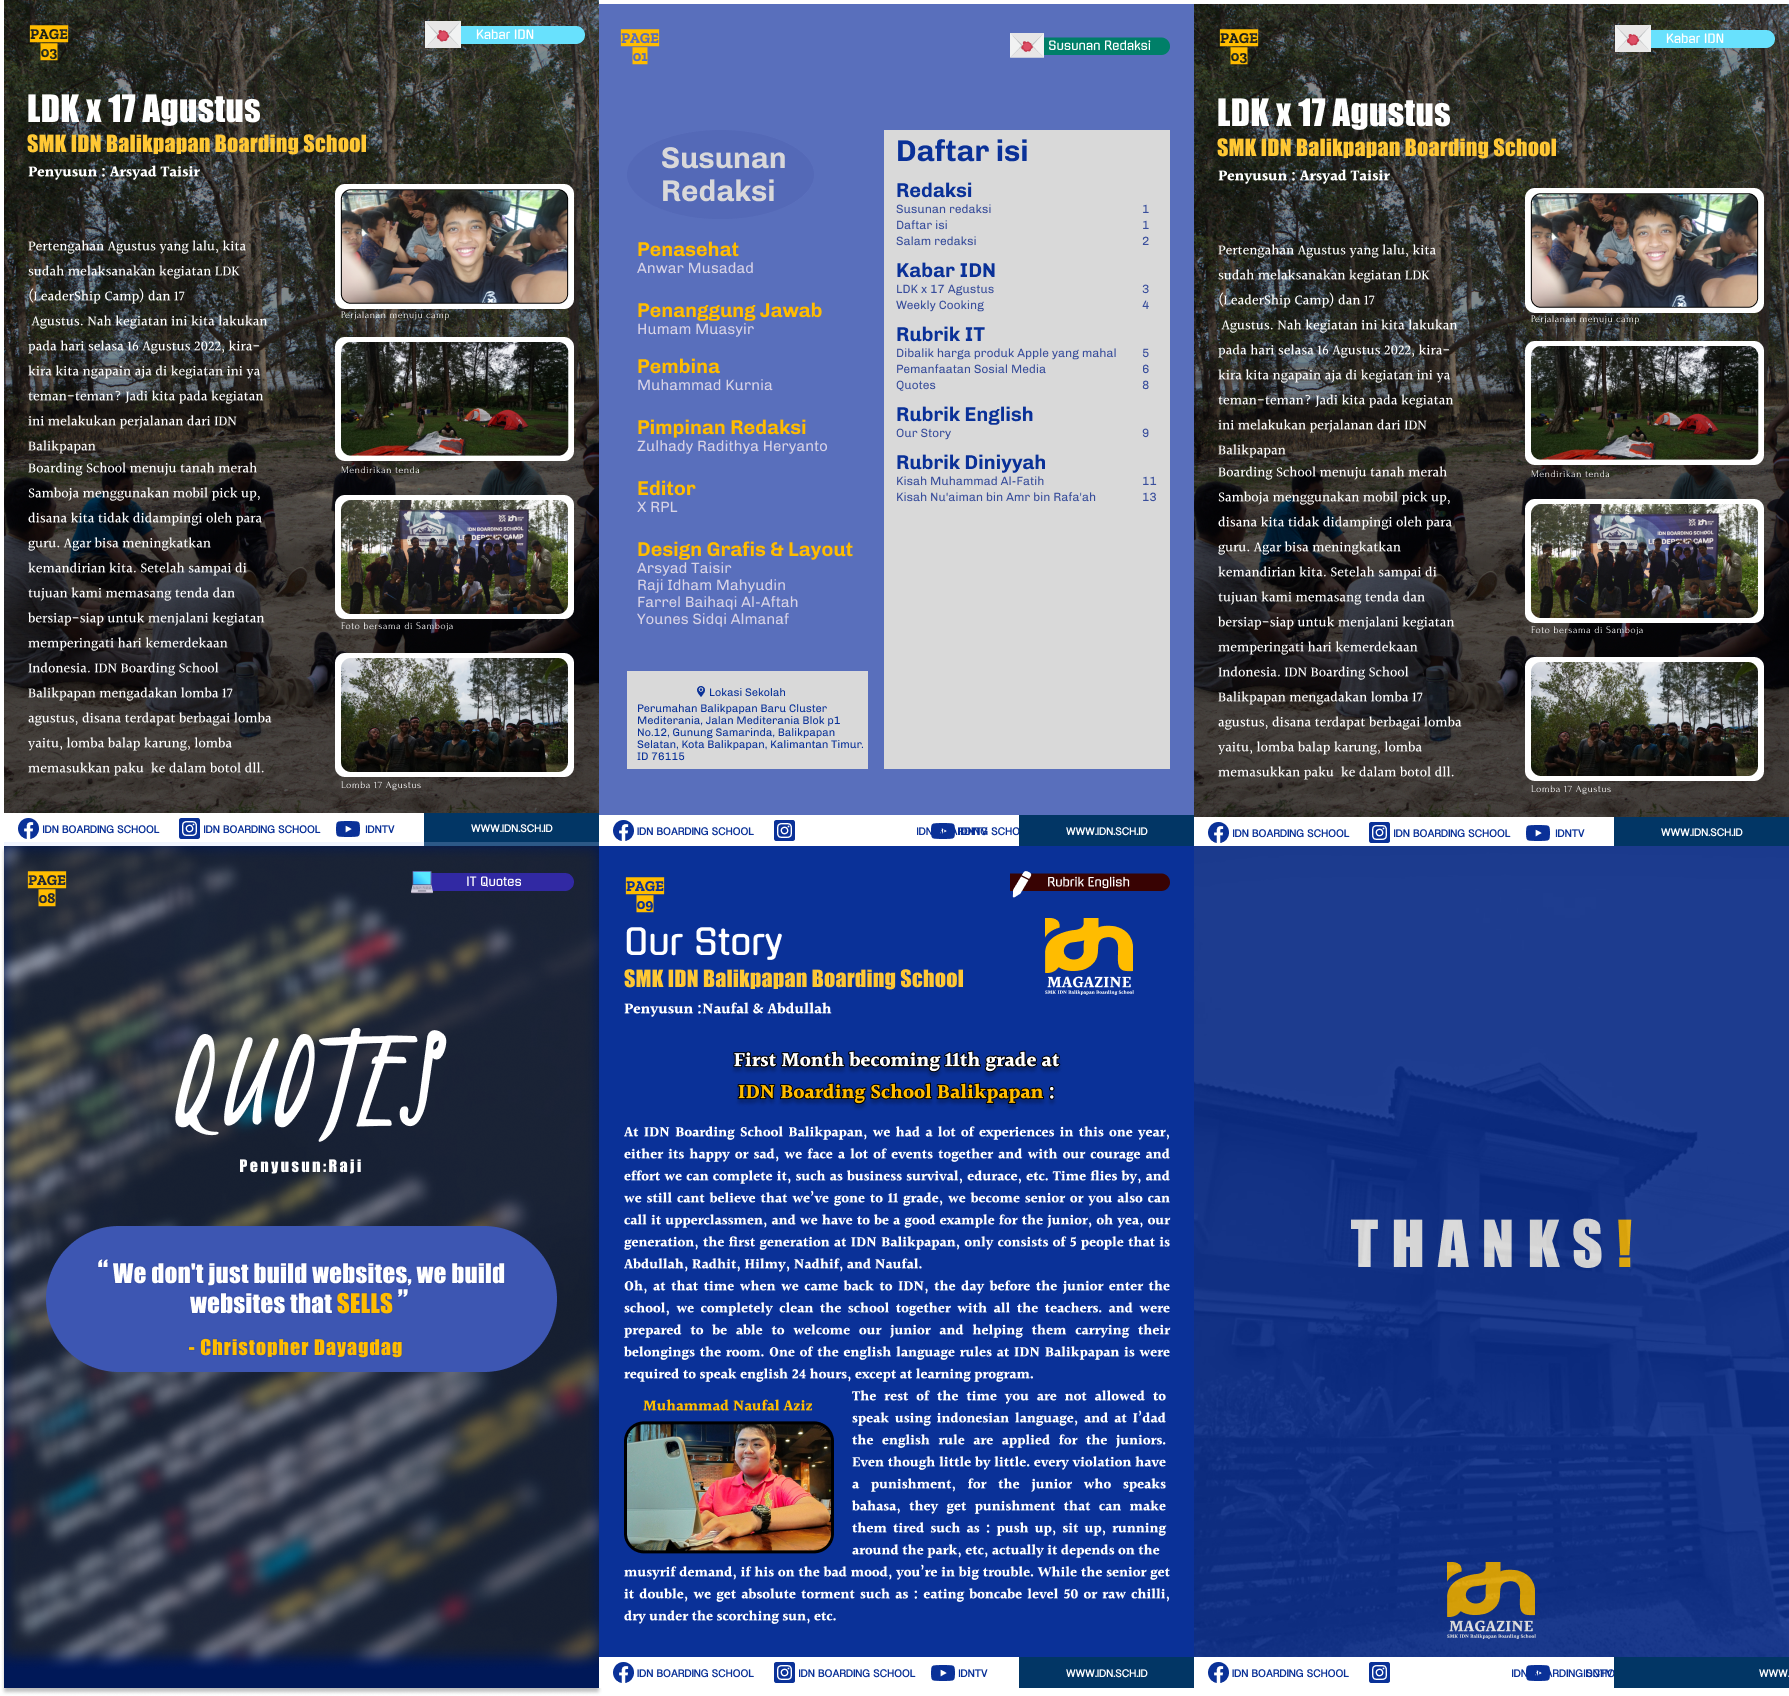 PAGE
03
Kabar IDN
LDK x 17 Agustus
SMK IDN Balikpapan Boarding School
Penyusun : Arsyad Taisir
Pertengahan Agustus yang lalu, kita
sudah melaksanakan kegiatan LDK
(LeaderShip Camp) dan 17
Agustus. Nah kegiatan ini kita lakukan
pada hari selasa 16 Agustus 2022, kira-
kira kita ngapain aja di kegiatan ini ya
teman-teman? Jadi kita pada kegiatan
ini melakukan perjalanan dari IDN
Balikpapan
Boarding School menuju tanah merah
Samboja menggunakan mobil pick up,
disana kita tidak didampingi oleh para
guru. Agar bisa meningkatkan
kemandirian kita. Setelah sampai di
tujuan kami memasang tenda dan
bersiap-siap untuk menjalani kegiatan
memperingati hari kemerdekaan
Indonesia. IDN Boarding School
Balikpapan mengadakan lomba 17
agustus, disana terdapat berbagai lomba
yaitu, lomba balap karung, lomba
memasukkan paku ke dalam botol dll.
Perjalanan menuju camp
Mendirikan tenda
IDN BOARDING SCHOOL
LEADERSHIP CAMP
Foto bersama di Samboja
Lomba 17 Agustus
IDN BOARDING SCHOOL
IDN BOARDING SCHOOL
IDNTV
WWW.IDN.SCH.ID
PAGE
01
Susunan Redaksi
Susunan
Redaksi
Penasehat
Anwar Musadad
Penanggung Jawab
Humam Muasyir
Pembina
Muhammad Kurnia
Pimpinan Redaksi
Zulhady Radithya Heryanto
Editor
X RPL
Design Grafis & Layout
Arsyad Taisir
Raji Idham Mahyudin
Farrel Baihaqi Al-Aftah
Younes Sidqi Almanaf
Lokasi Sekolah
Perumahan Balikpapan Baru Cluster
Mediterania, Jalan Mediterania Blok p1
No.12, Gunung Samarinda, Balikpapan
Selatan, Kota Balikpapan, Kalimantan Timur.
ID 76115
Daftar isi
Redaksi
Susunan redaksi 1
Daftar isi 1
Salam redaksi 2
Kabar IDN
LDK x 17 Agustus 3
Weekly Cooking 4
Rubrik IT
Dibalik harga produk Apple yang mahal 5
Pemanfaatan Sosial Media 6
Quotes 8
Rubrik English
Our Story 9
Rubrik Diniyyah
Kisah Muhammad Al-Fatih 11
Kisah Nu'aiman bin Amr bin Rafa'ah 13
IDN BOARDING SCHOOL
WWW.IDN.SCH.ID
PAGE
03
Kabar IDN
LDK x 17 Agustus
SMK IDN Balikpapan Boarding School
Penyusun : Arsyad Taisir
Pertengahan Agustus yang lalu, kita
sudah melaksanakan kegiatan LDK
(LeaderShip Camp) dan 17
Agustus. Nah kegiatan ini kita lakukan
pada hari selasa 16 Agustus 2022, kira-
kira kita ngapain aja di kegiatan ini ya
teman-teman? Jadi kita pada kegiatan
ini melakukan perjalanan dari IDN
Balikpapan
Boarding School menuju tanah merah
Samboja menggunakan mobil pick up,
disana kita tidak didampingi oleh para
guru. Agar bisa meningkatkan
kemandirian kita. Setelah sampai di
tujuan kami memasang tenda dan
bersiap-siap untuk menjalani kegiatan
memperingati hari kemerdekaan
Indonesia. IDN Boarding School
Balikpapan mengadakan lomba 17
agustus, disana terdapat berbagai lomba
yaitu, lomba balap karung, lomba
memasukkan paku ke dalam botol dll.
Perjalanan menuju camp
Mendirikan tenda
IDN BOARDING SCHOOL
LEADERSHIP CAMP
Foto bersama di Samboja
Lomba 17 Agustus
IDN BOARDING SCHOOL
IDN BOARDING SCHOOL
IDNTV
WWW.IDN.SCH.ID
PAGE
08
IT Quotes
QUOTES
Penyusun:Raji
“ We don't just build websites, we build
websites that SELLS ”
- Christopher Dayagdag
PAGE
09
Rubrik English
Our Story
SMK IDN Balikpapan Boarding School
Penyusun :Naufal & Abdullah
idn
MAGAZINE
SMK IDN Balikpapan Boarding School
First Month becoming 11th grade at
IDN Boarding School Balikpapan :
At IDN Boarding School Balikpapan, we had a lot of experiences in this one year,
either its happy or sad, we face a lot of events together and with our courage and
effort we can complete it, such as business survival, edurace, etc. Time flies by, and
we still cant believe that we've gone to 11 grade, we become senior or you also can
call it upperclassmen, and we have to be a good example for the junior, oh yea, our
generation, the first generation at IDN Balikpapan, only consists of 5 people that is
Abdullah, Radhit, Hilmy, Nadhif, and Naufal.
Oh, at that time when we came back to IDN, the day before the junior enter the
school, we completely clean the school together with all the teachers. and were
prepared to be able to welcome our junior and helping them carrying their
belongings the room. One of the english language rules at IDN Balikpapan is were
required to speak english 24 hours, except at learning program.
Muhammad Naufal Aziz
The rest of the time you are not allowed to
speak using indonesian language, and at I'dad
the english rule are applied for the juniors.
Even though little by little. every violation have
a punishment, for the junior who speaks
bahasa, they get punishment that can make
them tired such as : push up, sit up, running
around the park, etc, actually it depends on the
musyrif demand, if his on the bad mood, you're in big trouble. While the senior get
it double, we get absolute torment such as : eating boncabe level 50 or raw chilli,
dry under the scorching sun, etc.
IDN BOARDING SCHOOL
IDN BOARDING SCHOOL
IDNTV
WWW.IDN.SCH.ID
THANKS!
idn
MAGAZINE
SMK IDN Balikpapan Boarding School
IDN BOARDING SCHOOL
WWW.